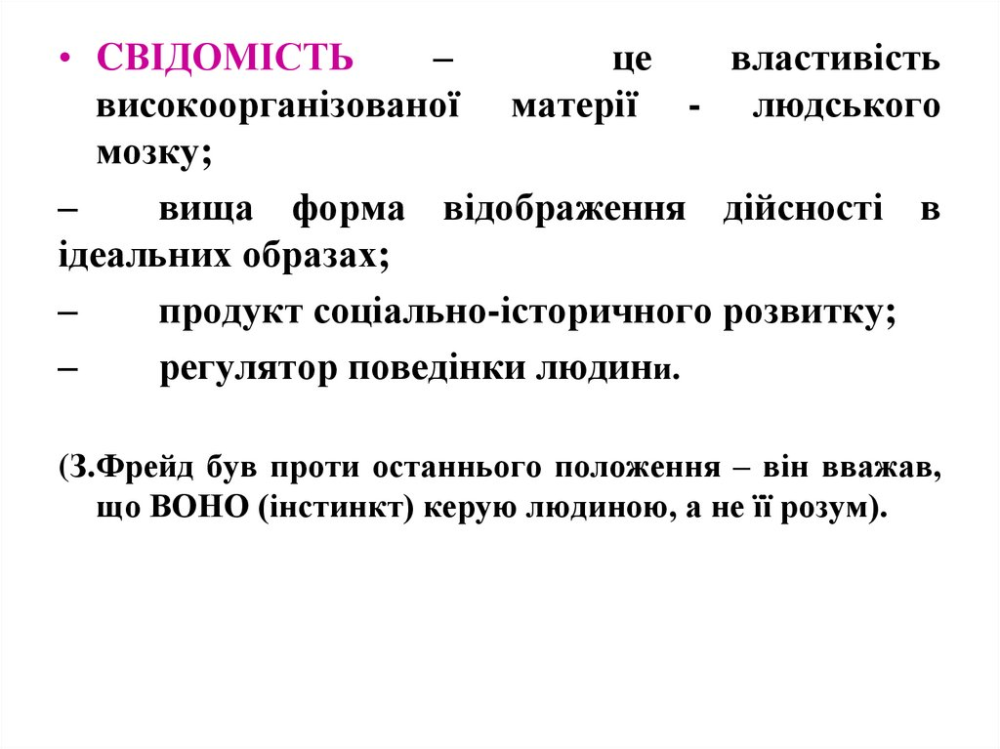 • СВІДОМІСТЬ – це властивість
високоорганізованої матерії - людського
мозку;
– вища форма відображення дійсності в
ідеальних образах;
– продукт соціально-історичного розвитку;
– регулятор поведінки людини.
(З.Фрейд був проти останнього положення – він вважав,
що ВОНО (інстинкт) керую людиною, а не її розум).